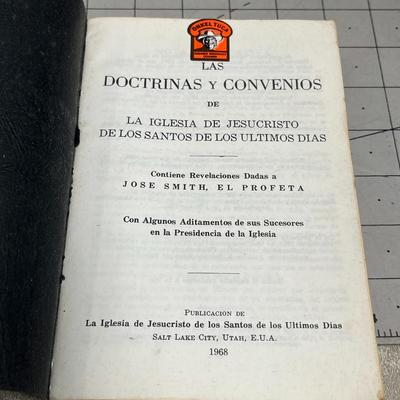 ONKEL TUCA
LAS
DOCTRINAS Y CONVENIOS
DE
LA IGLESIA DE JESUCRISTO
DE LOS SANTOS DE LOS ULTIMOS DIAS
Contiene Revelaciones Dadas a
JOSE SMITH, EL PROFETA
Con Algunos Aditamentos de sus Sucesores
en la Presidencia de la Iglesia
PUBLICACION DE
La Iglesia de Jesucristo de los Santos de los Ultimos Dias
SALT LAKE CITY, UTAH, E.U.A.
1968